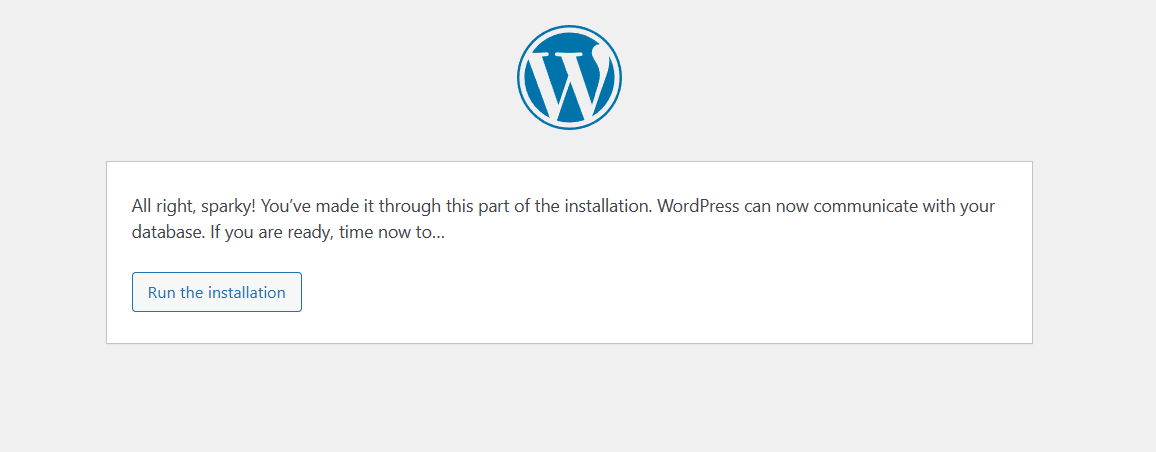 All right, sparky! You’ve made it through this part of the installation. WordPress can now communicate with your
database. If you are ready, time now to…
Run the installation